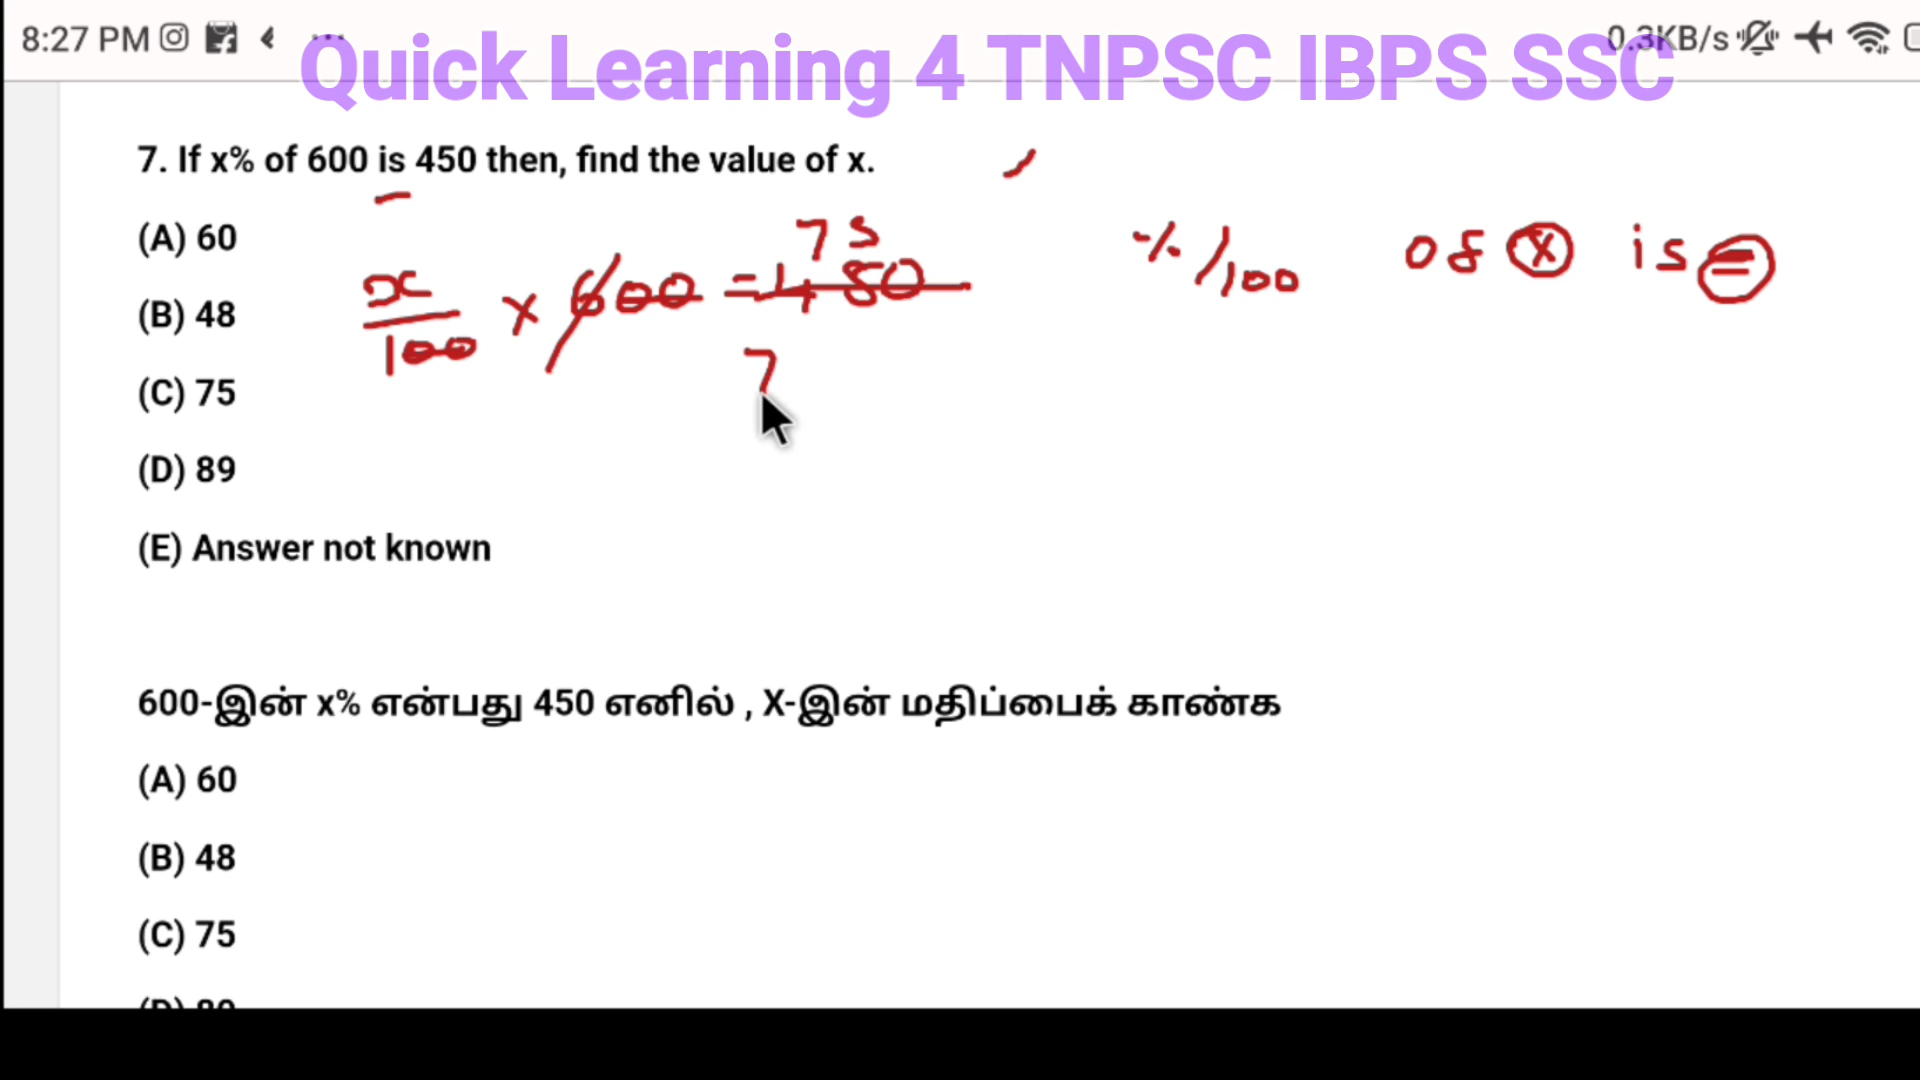 8:27 PM
0.3KB/s
Quick Learning 4 TNPSC IBPS SSC
7. If x% of 600 is 450 then, find the value of x.
(A) 60
(B) 48
(C) 75
(D) 89
(E) Answer not known
75
x/100 × 600 = 450
7
% /100 of × is =
600-இன் x% என்பது 450 எனில் , X-இன் மதிப்பைக் காண்க
(A) 60
(B) 48
(C) 75
(D) 89